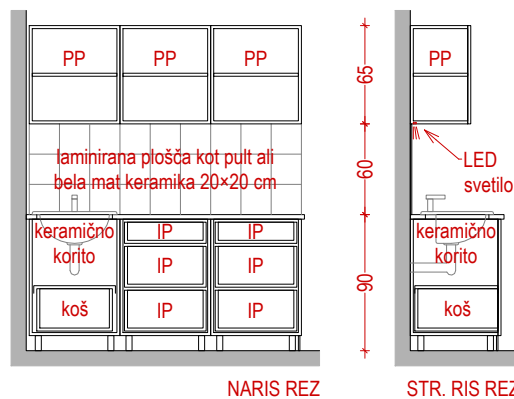 PP PP PP
65
PP
laminirana plošča kot pult ali
bela mat keramika 20×20 cm
60
LED
svetilo
keramično
korito
IP IP
IP IP
koš
IP IP
90
keramično
korito
koš
NARIS REZ
STR. RIS REZ